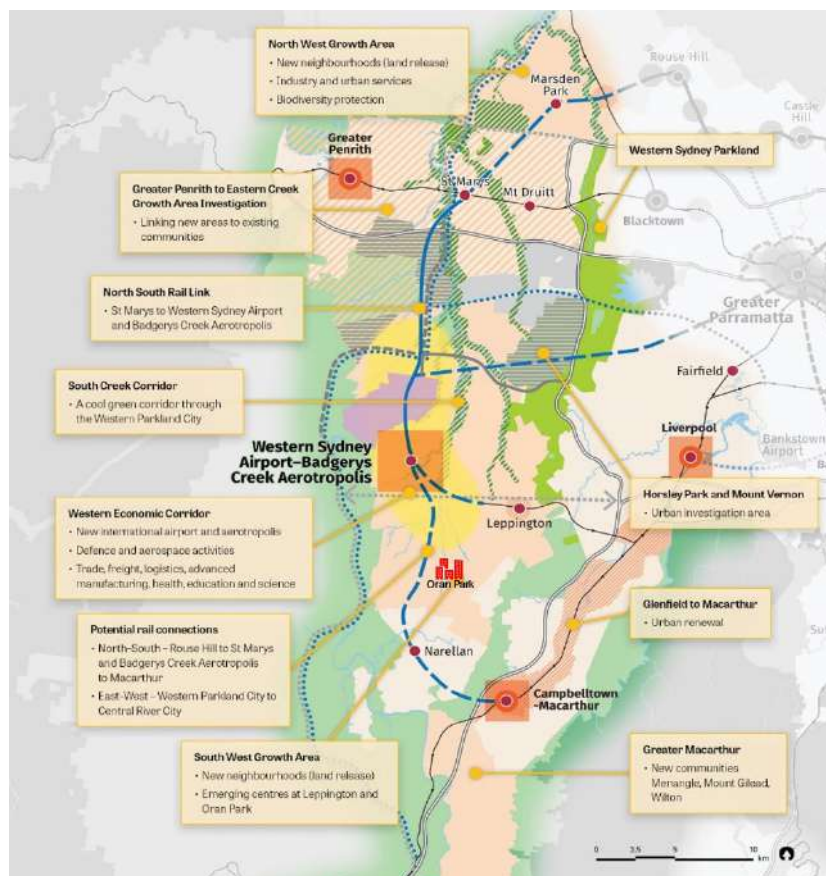 North West Growth Area
• New neighbourhoods (land release)
• Industry and urban services
• Biodiversity protection
Rouse Hill
Marsden
Park
Castle
Hill
Greater
Penrith
Western Sydney Parkland
St Marys
Mt Druitt
Greater Penrith to Eastern Creek
Growth Area Investigation
• Linking new areas to existing
communities
Blacktown
North South Rail Link
• St Marys to Western Sydney Airport
and Badgerys Creek Aerotropolis
Greater
Parramatta
South Creek Corridor
• A cool green corridor through
the Western Parkland City
Fairfield
Liverpool
Bankstown
Airport
Western Sydney
Airport–Badgerys
Creek Aerotropolis
Horsley Park and Mount Vernon
• Urban investigation area
Leppington
Western Economic Corridor
• New international airport and aerotropolis
• Defence and aerospace activities
• Trade, freight, logistics, advanced
manufacturing, health, education and science
Oran Park
Glenfield to Macarthur
• Urban renewal
Potential rail connections
• North-South – Rouse Hill to St Marys
and Badgerys Creek Aerotropolis
to Macarthur
• East-West – Western Parkland City to
Central River City
Narellan
Campbelltown
-Macarthur
South West Growth Area
• New neighbourhoods (land release)
• Emerging centres at Leppington and
Oran Park
Greater Macarthur
• New communities
Menangle, Mount Gilead,
Wilton
0
10
km